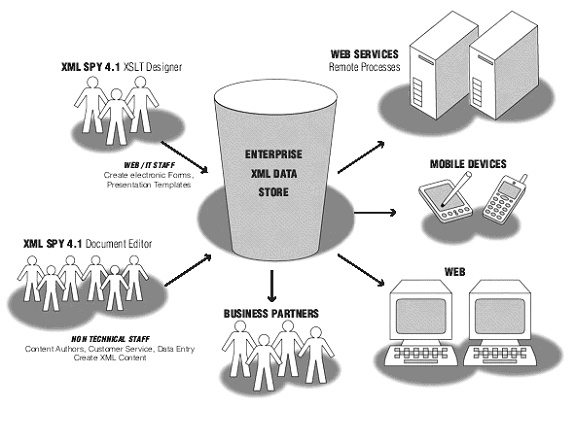 XML SPY 4.1 XSLT Designer
WEB / IT STAFF
Create electronic Forms,
Presentation Templates
XML SPY 4.1 Document Editor
NON TECHNICAL STAFF
Content Authors, Customer Service, Data Entry
Create XML Content
ENTERPRISE
XML DATA
STORE
BUSINESS PARTNERS
WEB SERVICES
Remote Processes
MOBILE DEVICES
WEB